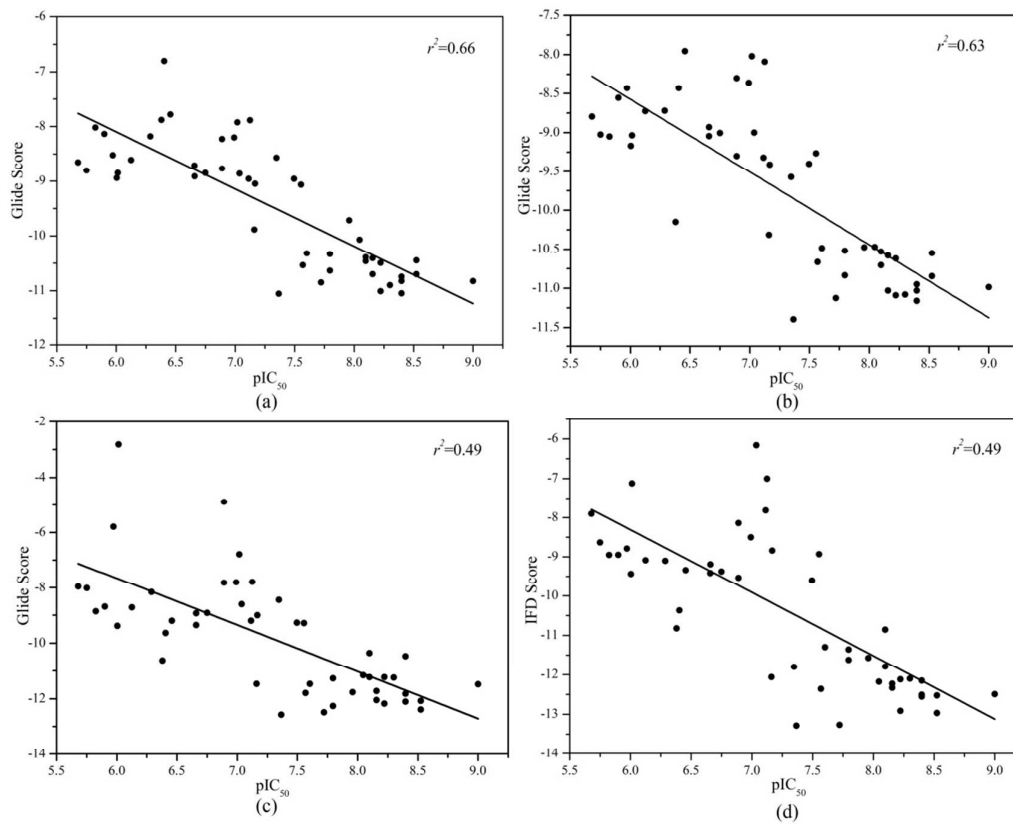 -6
-7
-8
-9
-10
-11
-12
Glide Score
r²=0.66
5.5 6.0 6.5 7.0 7.5 8.0 8.5 9.0
pIC₅₀
(a)
-7.5
-8.0
-8.5
-9.0
-9.5
-10.0
-10.5
-11.0
-11.5
Glide Score
r²=0.63
5.5 6.0 6.5 7.0 7.5 8.0 8.5 9.0
pIC₅₀
(b)
-2
-4
-6
-8
-10
-12
-14
Glide Score
r²=0.49
5.5 6.0 6.5 7.0 7.5 8.0 8.5 9.0
pIC₅₀
(c)
-6
-7
-8
-9
-10
-11
-12
-13
-14
IFD Score
r²=0.49
5.5 6.0 6.5 7.0 7.5 8.0 8.5 9.0
pIC₅₀
(d)